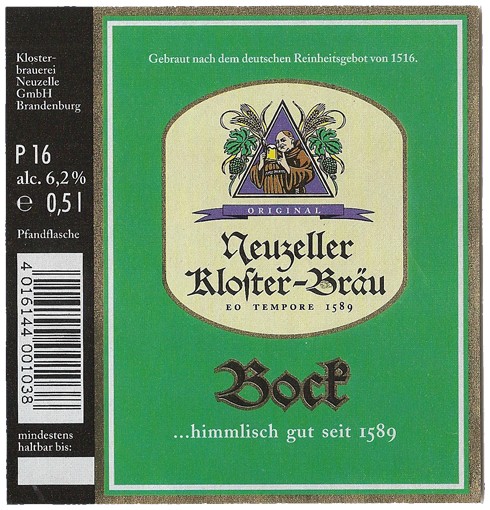 Kloster-
brauerei
Neuzelle
GmbH
Brandenburg
P 16
alc. 6,2%
℮ 0,5l
Pfandflasche
4 016144 001038
mindestens
haltbar bis:
Gebraut nach dem deutschen Reinheitsgebot von 1516.
ORIGINAL
Neuzeller
Kloster-Bräu
EO TEMPORE 1589
Bock
...himmlisch gut seit 1589